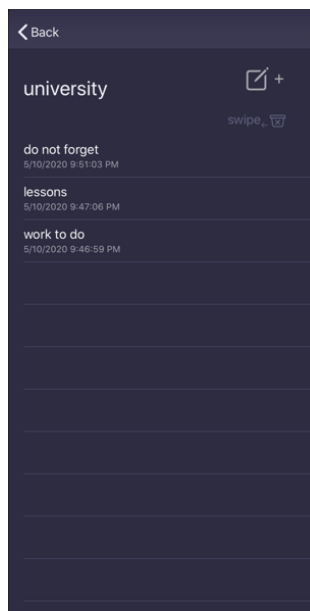 Back
university
+
swipe
do not forget
5/10/2020 9:51:03 PM
lessons
5/10/2020 9:47:06 PM
work to do
5/10/2020 9:46:59 PM